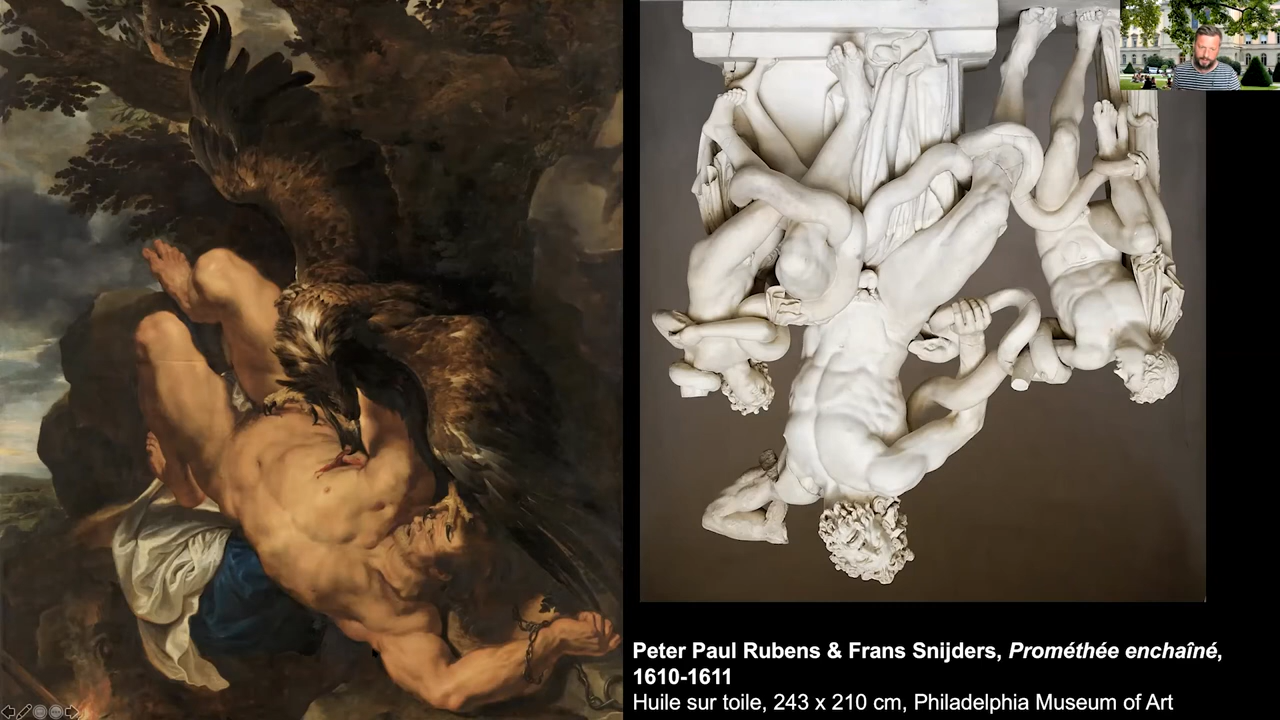 Peter Paul Rubens & Frans Snijders, Prométhée enchaîné,
1610-1611
Huile sur toile, 243 x 210 cm, Philadelphia Museum of Art